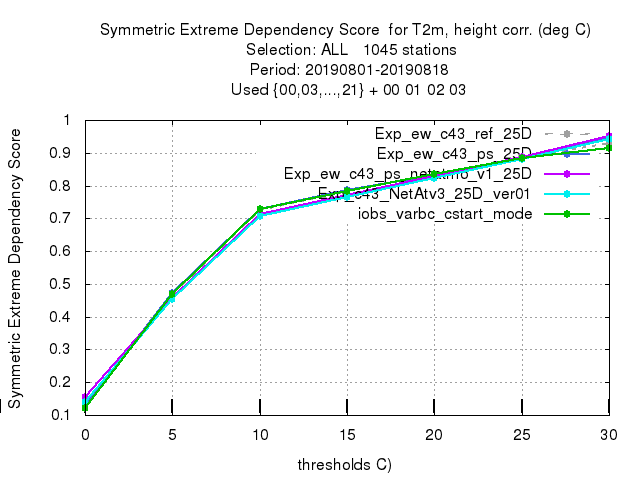 Symmetric Extreme Dependency Score for T2m, height corr. (deg C)
Selection: ALL 1045 stations
Period: 20190801-20190818
Used {00,03,...,21} + 00 01 02 03
Symmetric Extreme Dependency Score
1
0.9
0.8
0.7
0.6
0.5
0.4
0.3
0.2
0.1
Exp_ew_c43_ref_25D
Exp_ew_c43_ps_25D
Exp_c43_NetAtv3_25D_ver01
iobs_varbc_cstart_mode
0 5 10 15 20 25 30
thresholds C)